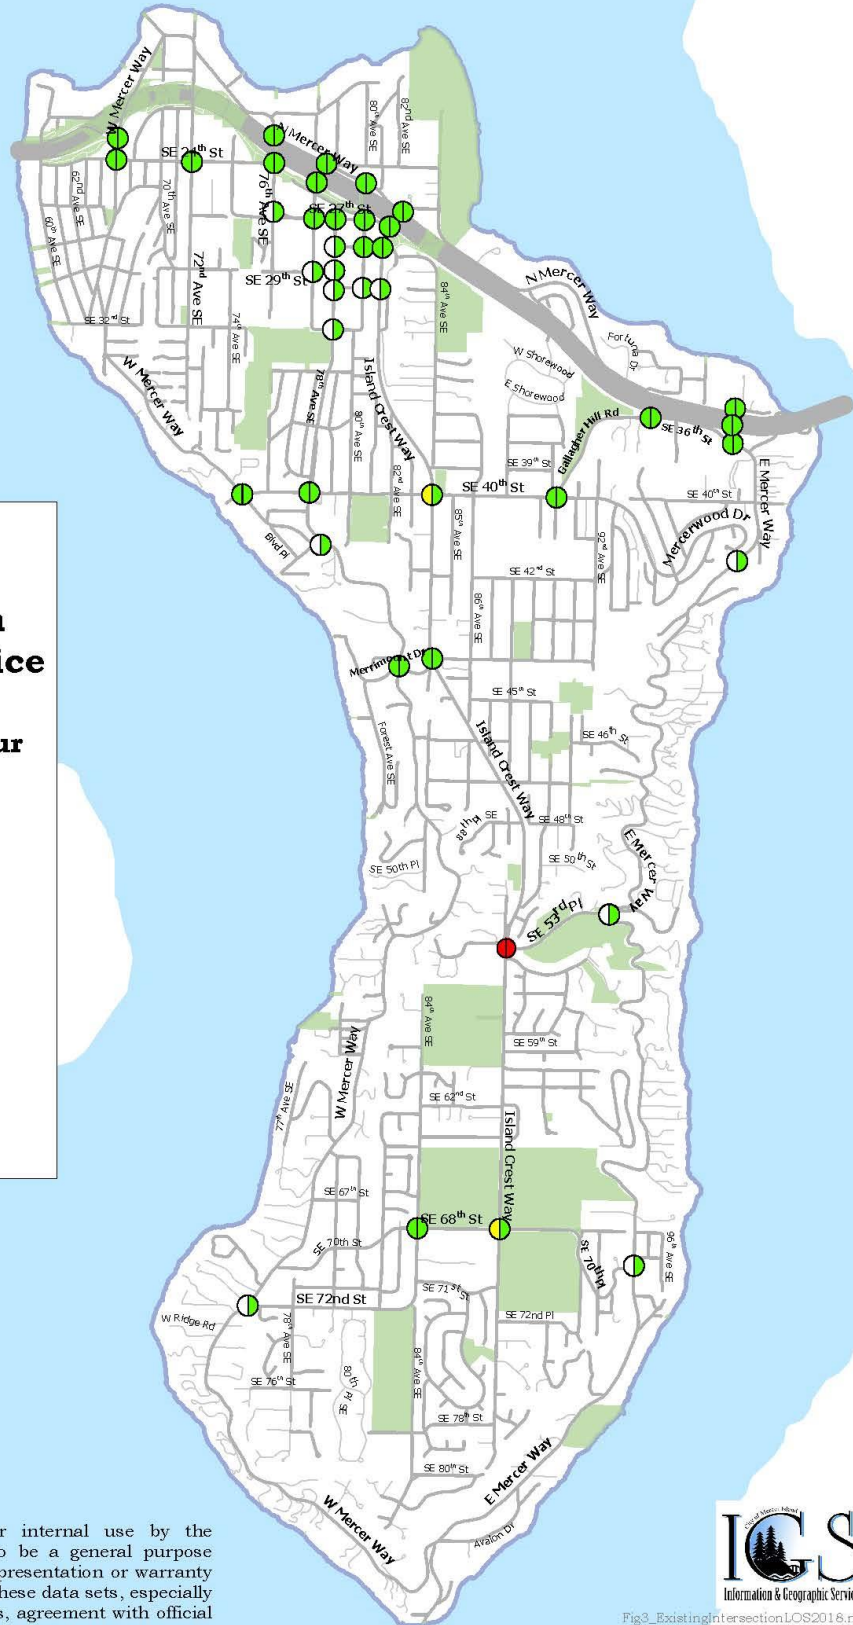 W Mercer Way
80th Ave SE
82nd Ave SE
N Mercer Way
SE 24th St
62nd Ave SE
70th Ave SE
76th Ave SE
60th Ave SE
SE 27th St
72nd Ave SE
SE 29th St
N Mercer Way
84th Ave SE
74th Ave SE
SE 32nd St
Fortuna Dr
W Shorewood
E Shorewood
W Mercer Way
78th Ave SE
Island Crest Way
80th Ave SE
Gallagher Hill Rd
SE 36th St
SE 39th St
82nd Ave SE
SE 40th St
SE 40th St
E Mercer Way
85th Ave SE
Mercerwood Dr
92nd Ave SE
Blvd Pl
SE 42nd St
86th Ave SE
n
ice
ur
Merrimount Dr
SE 45th St
Forest Ave SE
Island Crest Way
SE 46th St
88th Pl SE
SE 48th St
SE 50th St
E Mercer Way
SE 50th Pl
SE 53rd Pl
84th Ave SE
SE 59th St
W Mercer Way
77th Ave SE
SE 62nd St
Island Crest Way
SE 67th St
SE 68th St
SE 70th St
SE 70th Pl
96th Ave SE
SE 71st St
SE 72nd St
W Ridge Rd
78th Ave SE
SE 72nd Pl
SE 76th St
80th Pl SE
84th Ave SE
SE 78th St
SE 80th St
E Mercer Way
W Mercer Way
Avalon Dr
r internal use by the
o be a general purpose
presentation or warranty
hese data sets, especially
s, agreement with official
City of Mercer Island
IGS
Information & Geographic Servic
Fig3_ExistingIntersectionLOS2018.m